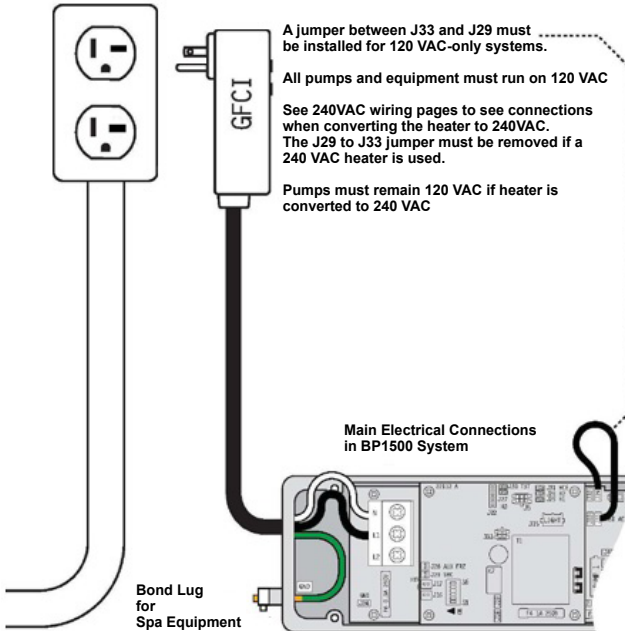 A jumper between J33 and J29 must
be installed for 120 VAC-only systems.
All pumps and equipment must run on 120 VAC
See 240VAC wiring pages to see connections
when converting the heater to 240VAC.
The J29 to J33 jumper must be removed if a
240 VAC heater is used.
Pumps must remain 120 VAC if heater is
converted to 240 VAC
GFCI
Main Electrical Connections
in BP1500 System
N
L1
L2
GND
Bond Lug
for
Spa Equipment